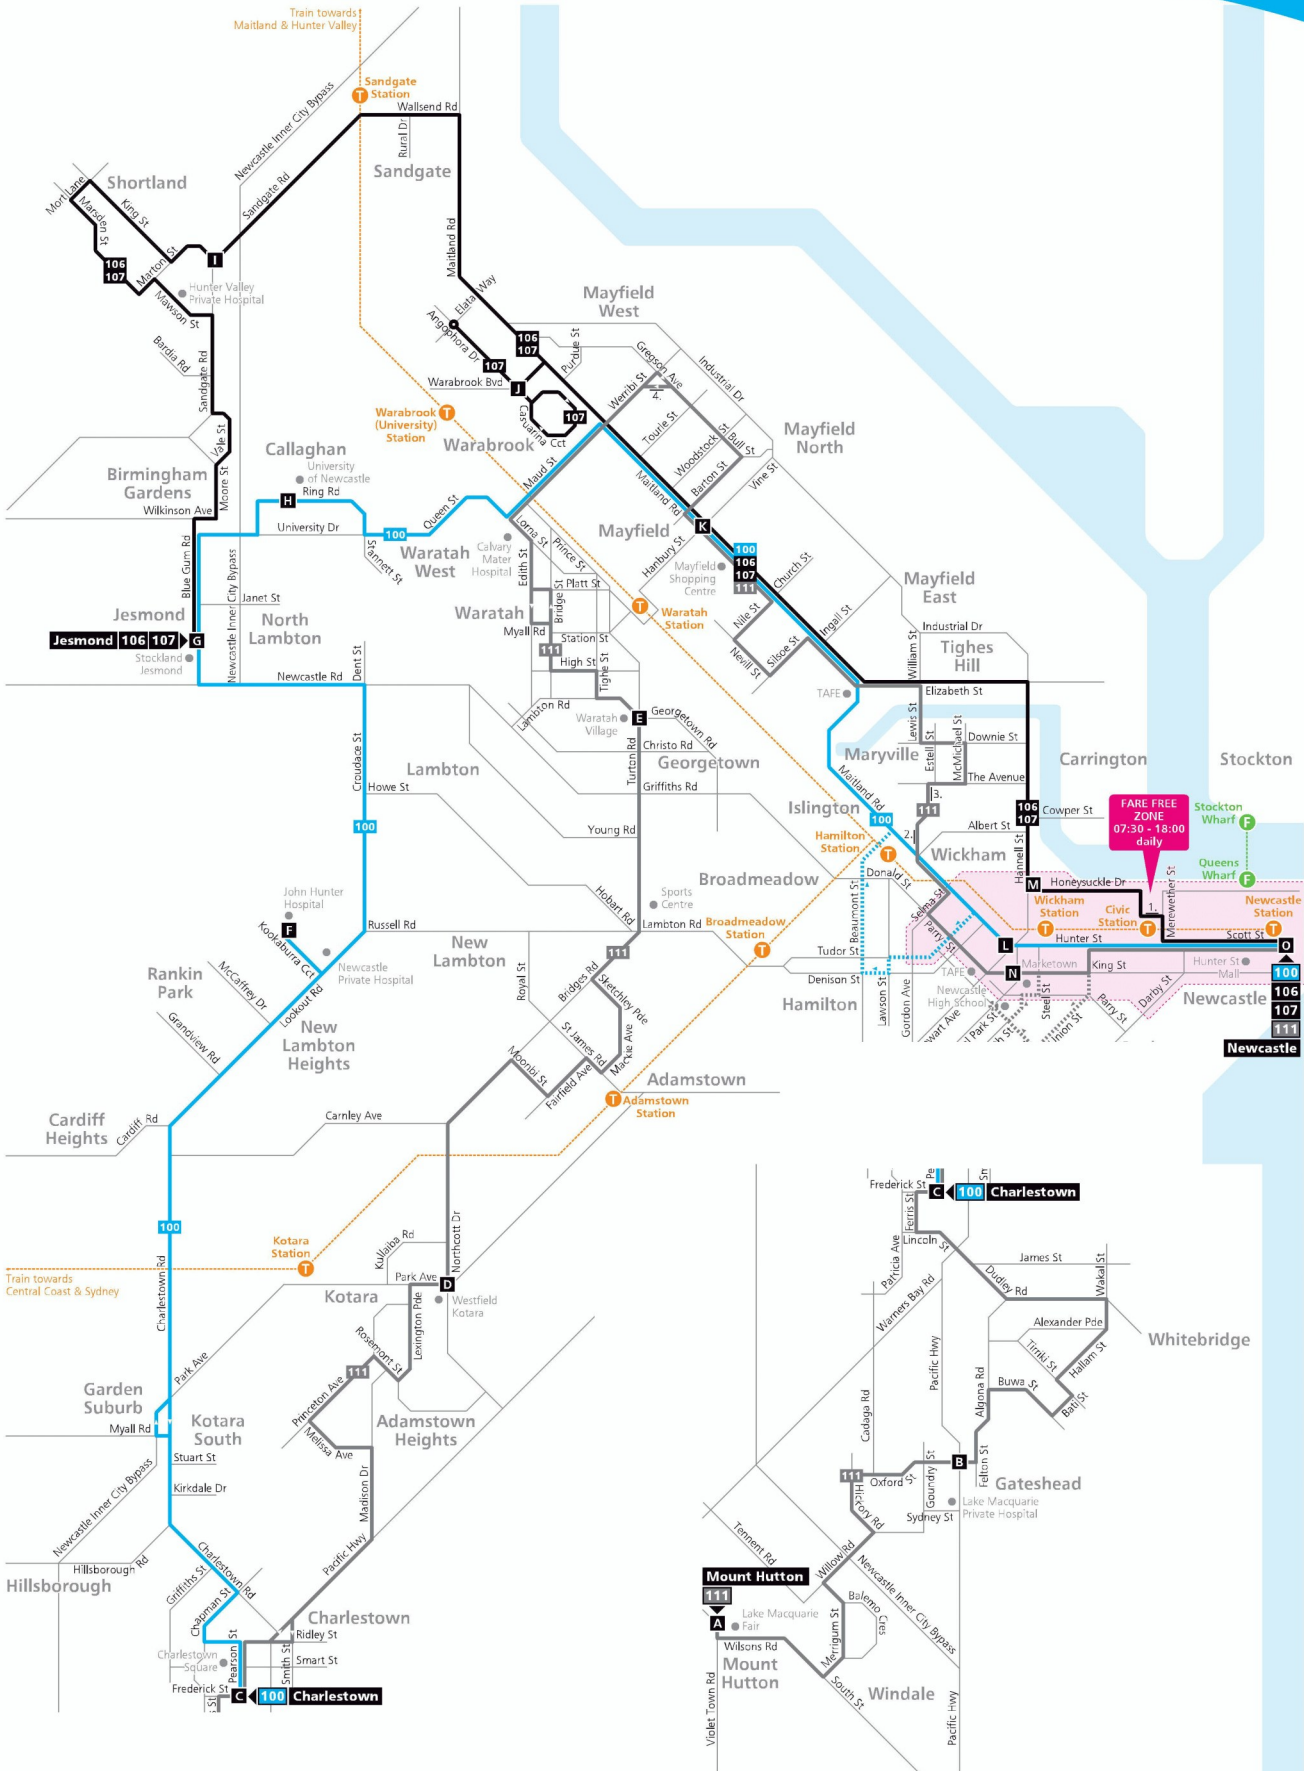 Train towards
Maitland & Hunter Valley
Sandgate
Station
Newcastle Inner City Bypass
Wallsend Rd
Rural Dr
Sandgate
Shortland
Mort Lane
King St
Marsden St
Sandgate Rd
Marton St
I
106
107
Hunter Valley
Private Hospital
Mawson St
Bardia Rd
Sandgate Rd
Vale St
Moore St
Birmingham
Gardens
Wilkinson Ave
Maitland Rd
Elata Way
Angophora Dr
106
107
107
Warabrook Bvd
J
Casuarina Cct
107
Purdue St
Mayfield
West
Gregson Ave
Industrial Dr
Werribi St
4.
Tourle St
Woodstock St
Bull St
Barton St
Vine St
Mayfield
North
Warabrook
(University)
Station
Warabrook
Maud St
Maitland Rd
Callaghan
University
of Newcastle
H
Ring Rd
University Dr
100
Queen St
Stannett St
Waratah
West
Calvary
Mater
Hospital
Lorna St
Prince St
Edith St
Platt St
Bridge St
Waratah
Myall Rd
Station St
111
High St
Tighe St
Lambton Rd
Waratah
Village
E
Georgetown Rd
Christo Rd
Georgetown
Turton Rd
Griffiths Rd
Young Rd
Hobart Rd
Mayfield
K
Hanbury St
Mayfield
Shopping
Centre
100
106
107
111
Church St
Nile St
Nevill St
Silsoe St
Ingall St
Waratah
Station
Mayfield
East
Industrial Dr
William St
Tighes
Hill
TAFE
Elizabeth St
Lewis St
Estell St
McMichael St
Downie St
Maryville
The Avenue
3.
111
2.
Maitland Rd
Islington
100
Hamilton
Station
Albert St
Wickham
Hannell St
106
107
Cowper St
Carrington
Stockton
Stockton
Wharf
F
Queens
Wharf
F
FARE FREE
ZONE
07:30 - 18:00
daily
M
Honeysuckle Dr
1.
Merewether St
Wickham
Station
Civic
Station
Newcastle
Station
Scott St
O
L
Hunter St
N
Marketown
King St
Hunter St
Mall
TAFE
Newcastle
High School
Steel St
Parry St
Darby St
Union St
Donald St
Selma St
Parry St
Beaumont St
Tudor St
Denison St
Lawson St
Gordon Ave
Hamilton
Newcastle
100
106
107
111
Newcastle
Blue Gum Rd
Newcastle Inner City Bypass
Janet St
Jesmond
North
Lambton
Jesmond 106 107
G
Stockland
Jesmond
Newcastle Rd
Dent St
Croudace St
Lambton
Howe St
100
John Hunter
Hospital
F
Kookaburra Cct
Newcastle
Private Hospital
Russell Rd
New
Lambton
Royal St
Sports
Centre
Lambton Rd
Broadmeadow
Broadmeadow
Station
111
Bridges Rd
Sketchley Pde
St James Rd
Mackie Ave
Moonbi St
Fairfield Ave
Adamstown
Adamstown
Station
Rankin
Park
McCaffrey Dr
Lookout Rd
Grandview Rd
New
Lambton
Heights
Cardiff
Heights
Cardiff Rd
Carnley Ave
100
Charlestown Rd
Kotara
Station
Train towards
Central Coast & Sydney
Kullaiba Rd
Northcott Dr
Park Ave
D
Kotara
Westfield
Kotara
Lexington Pde
Rosemont St
111
Princeton Ave
Melissa Ave
Adamstown
Heights
Madison Dr
Pacific Hwy
Park Ave
Garden
Suburb
Myall Rd
Kotara
South
Stuart St
Kirkdale Dr
Newcastle Inner City Bypass
Hillsborough Rd
Hillsborough
Charlestown Rd
Griffiths St
Chapman St
Charlestown
Ridley St
Smart St
Smith St
Charlestown
Square
Pearson St
Frederick St
C
100 Charlestown
Frederick St
C
100 Charlestown
Ferris St
Lincoln St
Patricia Ave
Warners Bay Rd
Dudley Rd
James St
Wakal St
Alexander Pde
Whitebridge
Tirriki St
Hallam St
Pacific Hwy
Algona Rd
Buwa St
Bati St
Cadaga Rd
111
Oxford St
Goundry St
B
Felton St
Gateshead
Hickory Rd
Sydney St
Lake Macquarie
Private Hospital
Tennent Rd
Willow Rd
Newcastle Inner City Bypass
Mount Hutton
111
A
Lake Macquarie
Fair
Balemo Cres
Wilsons Rd
Merrigum St
Mount
Hutton
Violet Town Rd
South St
Windale
Pacific Hwy